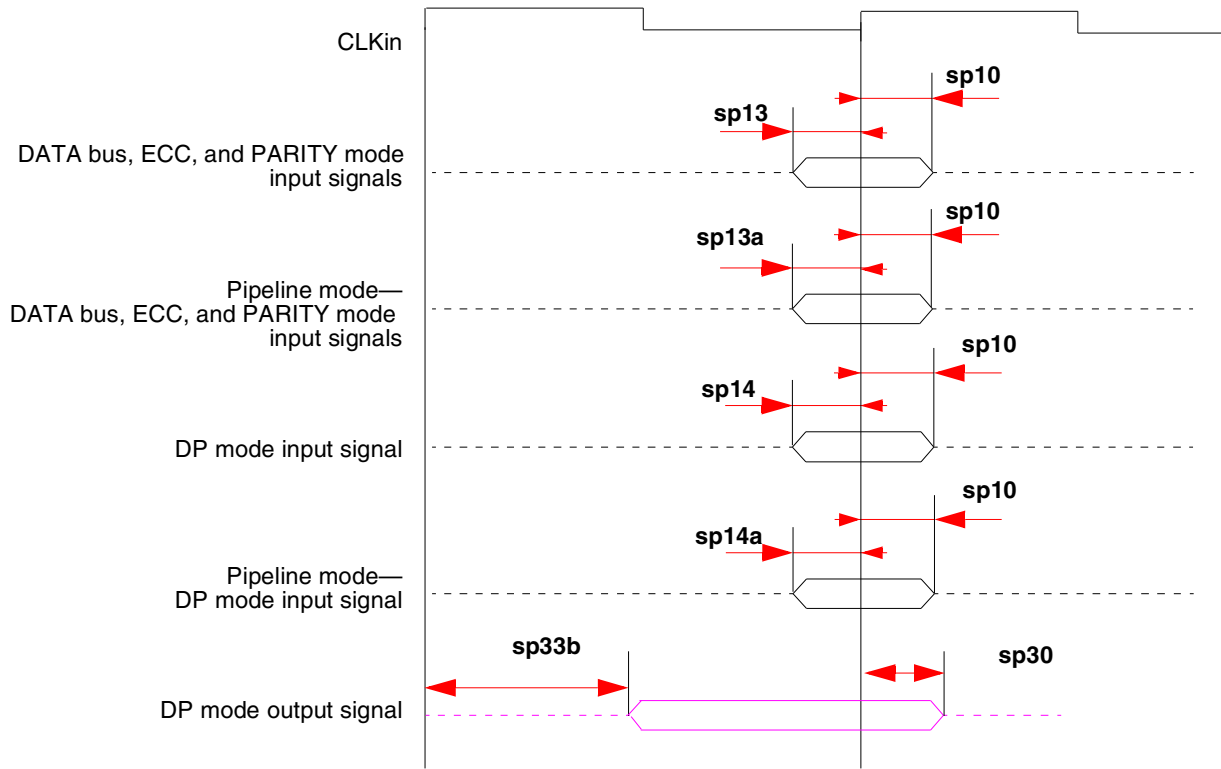 CLKin
sp10
sp13
DATA bus, ECC, and PARITY mode
input signals
sp10
sp13a
Pipeline mode—
DATA bus, ECC, and PARITY mode
input signals
sp10
sp14
DP mode input signal
sp10
sp14a
Pipeline mode—
DP mode input signal
sp33b
sp30
DP mode output signal